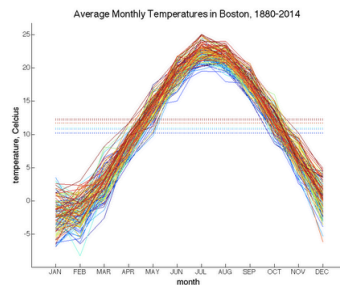 Average Monthly Temperatures in Boston, 1880-2014
temperature, Celcius
25
20
15
10
5
0
-5
JAN FEB MAR APR MAY JUN JUL AUG SEP OCT NOV DEC
month